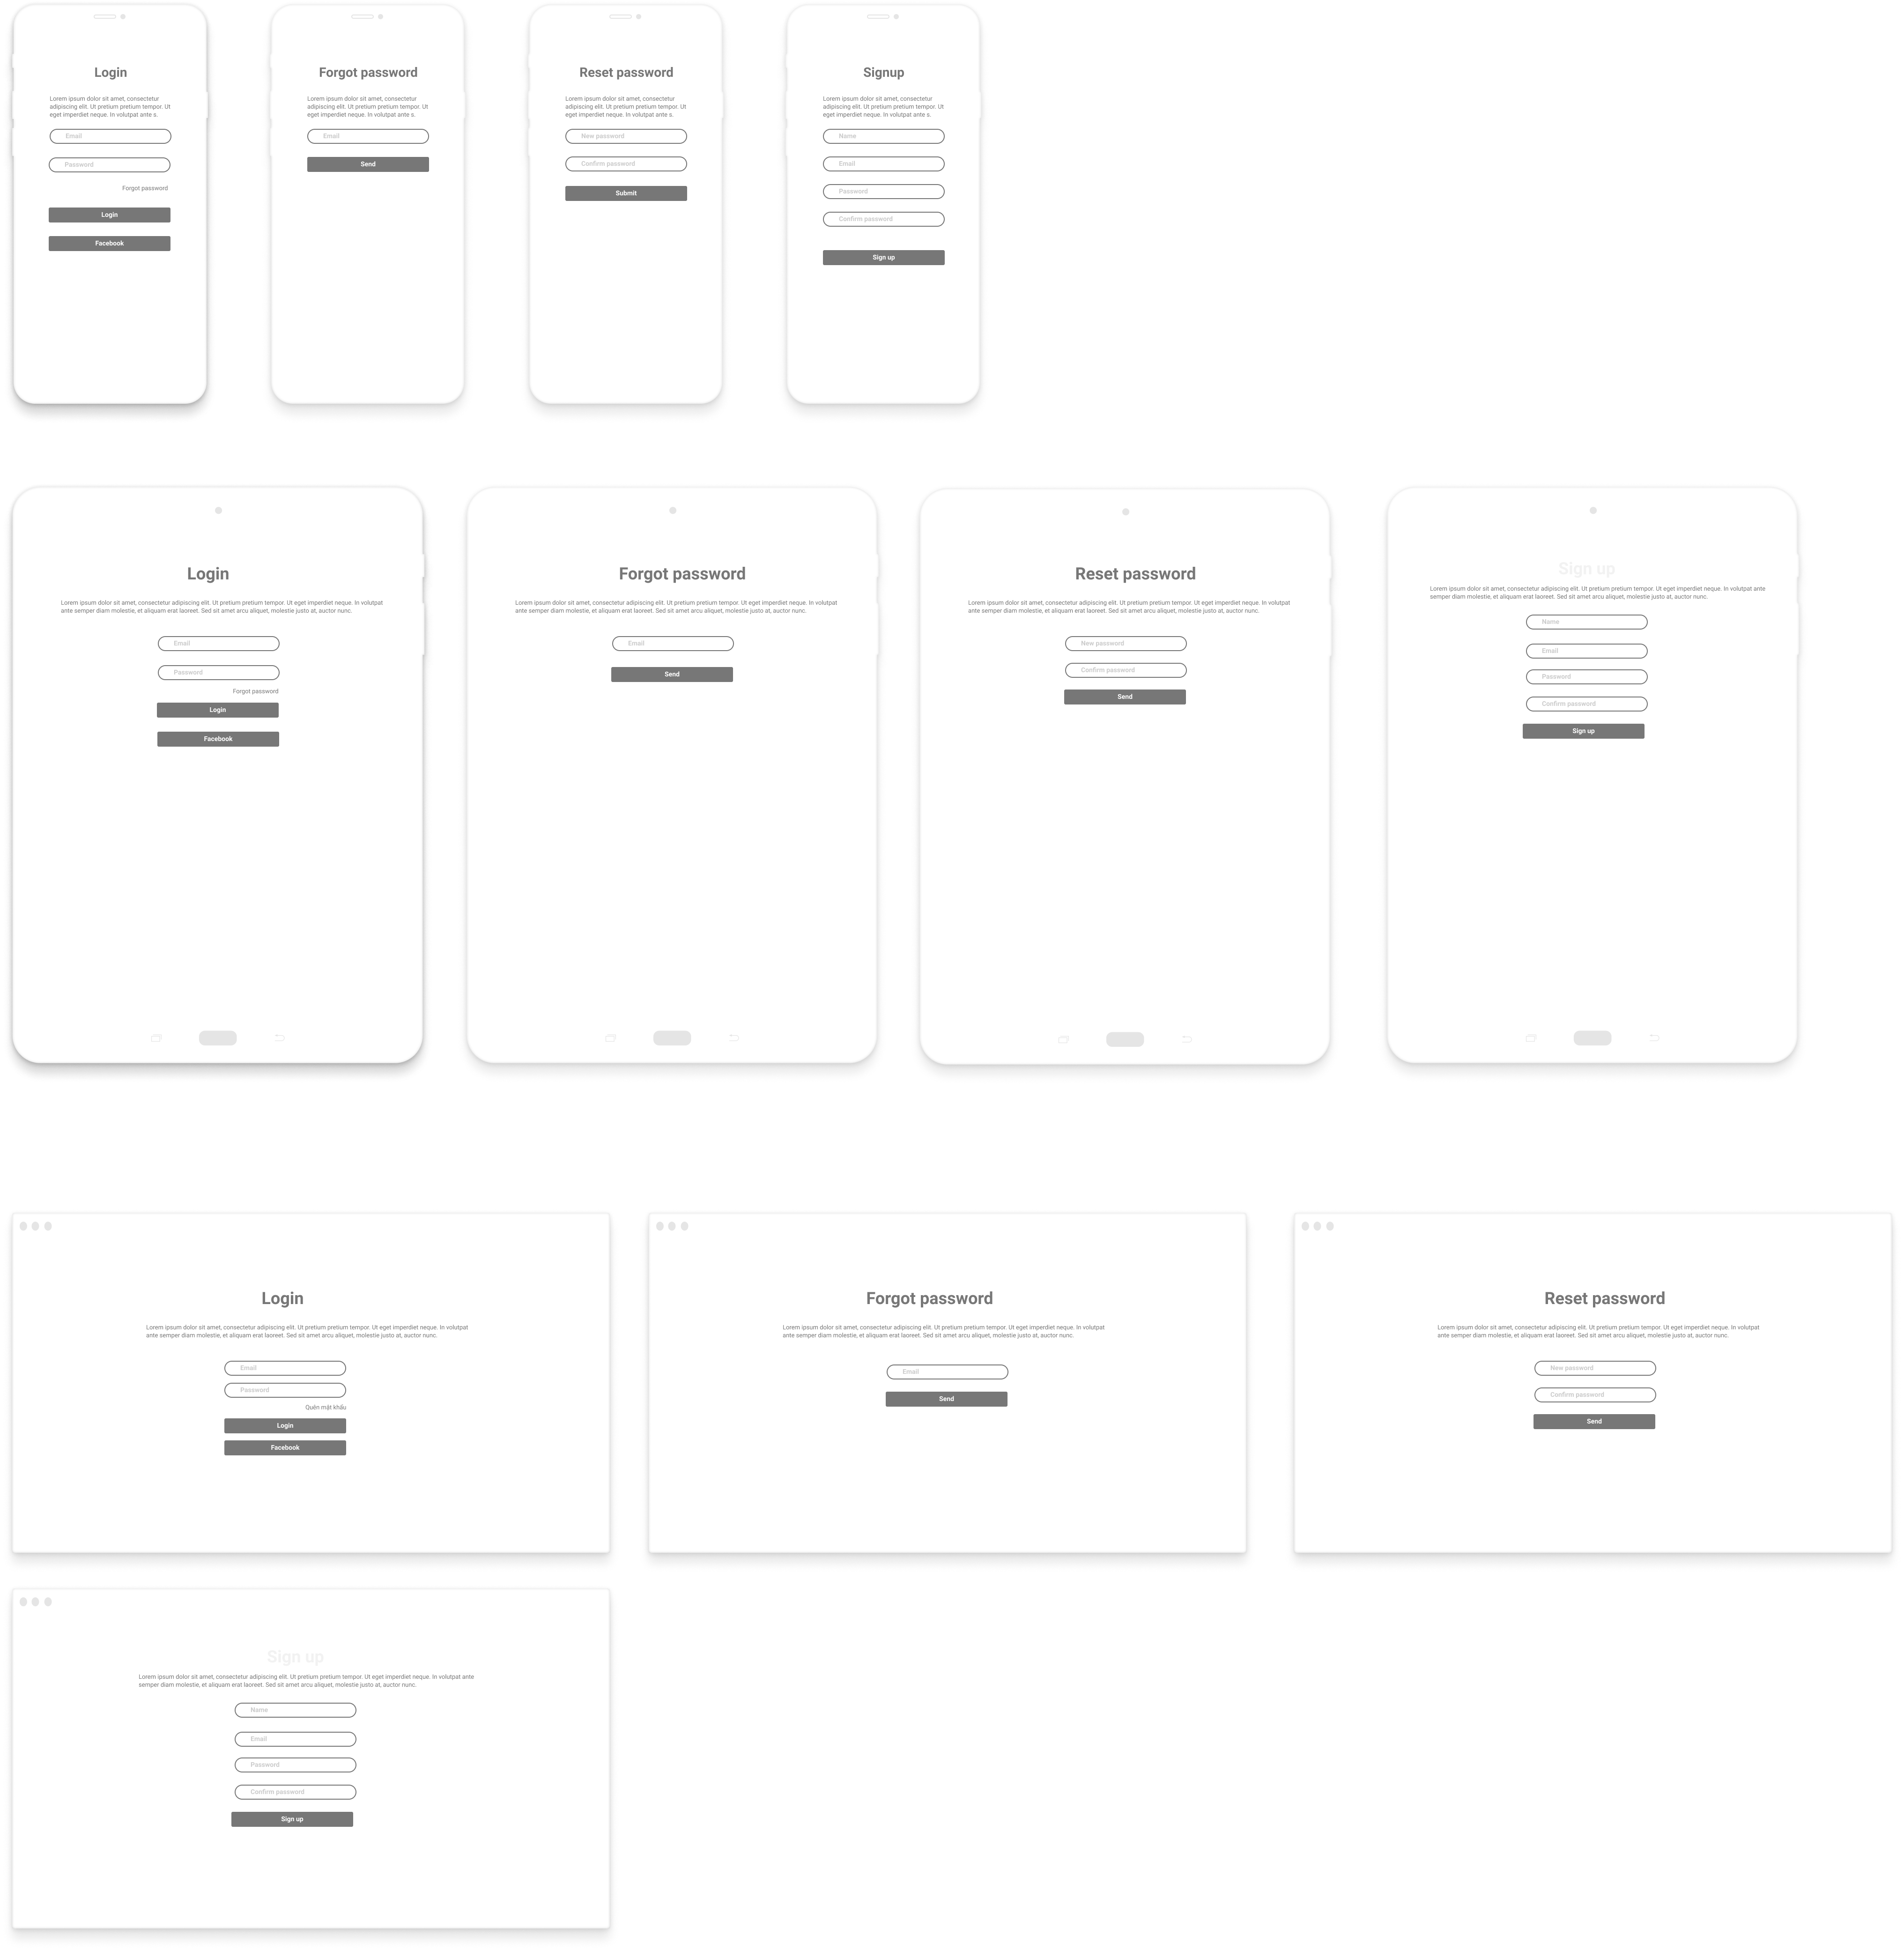 Login
Lorem ipsum dolor sit amet, consectetur
adipiscing elit. Ut pretium pretium tempor. Ut
eget imperdiet neque. In volutpat ante s.
Email
Password
Forgot password
Login
Facebook
Forgot password
Lorem ipsum dolor sit amet, consectetur
adipiscing elit. Ut pretium pretium tempor. Ut
eget imperdiet neque. In volutpat ante s.
Email
Send
Reset password
Lorem ipsum dolor sit amet, consectetur
adipiscing elit. Ut pretium pretium tempor. Ut
eget imperdiet neque. In volutpat ante s.
New password
Confirm password
Submit
Signup
Lorem ipsum dolor sit amet, consectetur
adipiscing elit. Ut pretium pretium tempor. Ut
eget imperdiet neque. In volutpat ante s.
Name
Email
Password
Confirm password
Sign up
Login
Lorem ipsum dolor sit amet, consectetur adipiscing elit. Ut pretium pretium tempor. Ut eget imperdiet neque. In volutpat
ante semper diam molestie, et aliquam erat laoreet. Sed sit amet arcu aliquet, molestie justo at, auctor nunc.
Email
Password
Forgot password
Login
Facebook
Forgot password
Lorem ipsum dolor sit amet, consectetur adipiscing elit. Ut pretium pretium tempor. Ut eget imperdiet neque. In volutpat
ante semper diam molestie, et aliquam erat laoreet. Sed sit amet arcu aliquet, molestie justo at, auctor nunc.
Email
Send
Reset password
Lorem ipsum dolor sit amet, consectetur adipiscing elit. Ut pretium pretium tempor. Ut eget imperdiet neque. In volutpat
ante semper diam molestie, et aliquam erat laoreet. Sed sit amet arcu aliquet, molestie justo at, auctor nunc.
New password
Confirm password
Send
Sign up
Lorem ipsum dolor sit amet, consectetur adipiscing elit. Ut pretium pretium tempor. Ut eget imperdiet neque. In volutpat ante
semper diam molestie, et aliquam erat laoreet. Sed sit amet arcu aliquet, molestie justo at, auctor nunc.
Name
Email
Password
Confirm password
Sign up
Login
Lorem ipsum dolor sit amet, consectetur adipiscing elit. Ut pretium pretium tempor. Ut eget imperdiet neque. In volutpat
ante semper diam molestie, et aliquam erat laoreet. Sed sit amet arcu aliquet, molestie justo at, auctor nunc.
Email
Password
Quên mật khẩu
Login
Facebook
Forgot password
Lorem ipsum dolor sit amet, consectetur adipiscing elit. Ut pretium pretium tempor. Ut eget imperdiet neque. In volutpat
ante semper diam molestie, et aliquam erat laoreet. Sed sit amet arcu aliquet, molestie justo at, auctor nunc.
Email
Send
Reset password
Lorem ipsum dolor sit amet, consectetur adipiscing elit. Ut pretium pretium tempor. Ut eget imperdiet neque. In volutpat
ante semper diam molestie, et aliquam erat laoreet. Sed sit amet arcu aliquet, molestie justo at, auctor nunc.
New password
Confirm password
Send
Sign up
Lorem ipsum dolor sit amet, consectetur adipiscing elit. Ut pretium pretium tempor. Ut eget imperdiet neque. In volutpat ante
semper diam molestie, et aliquam erat laoreet. Sed sit amet arcu aliquet, molestie justo at, auctor nunc.
Name
Email
Password
Confirm password
Sign up